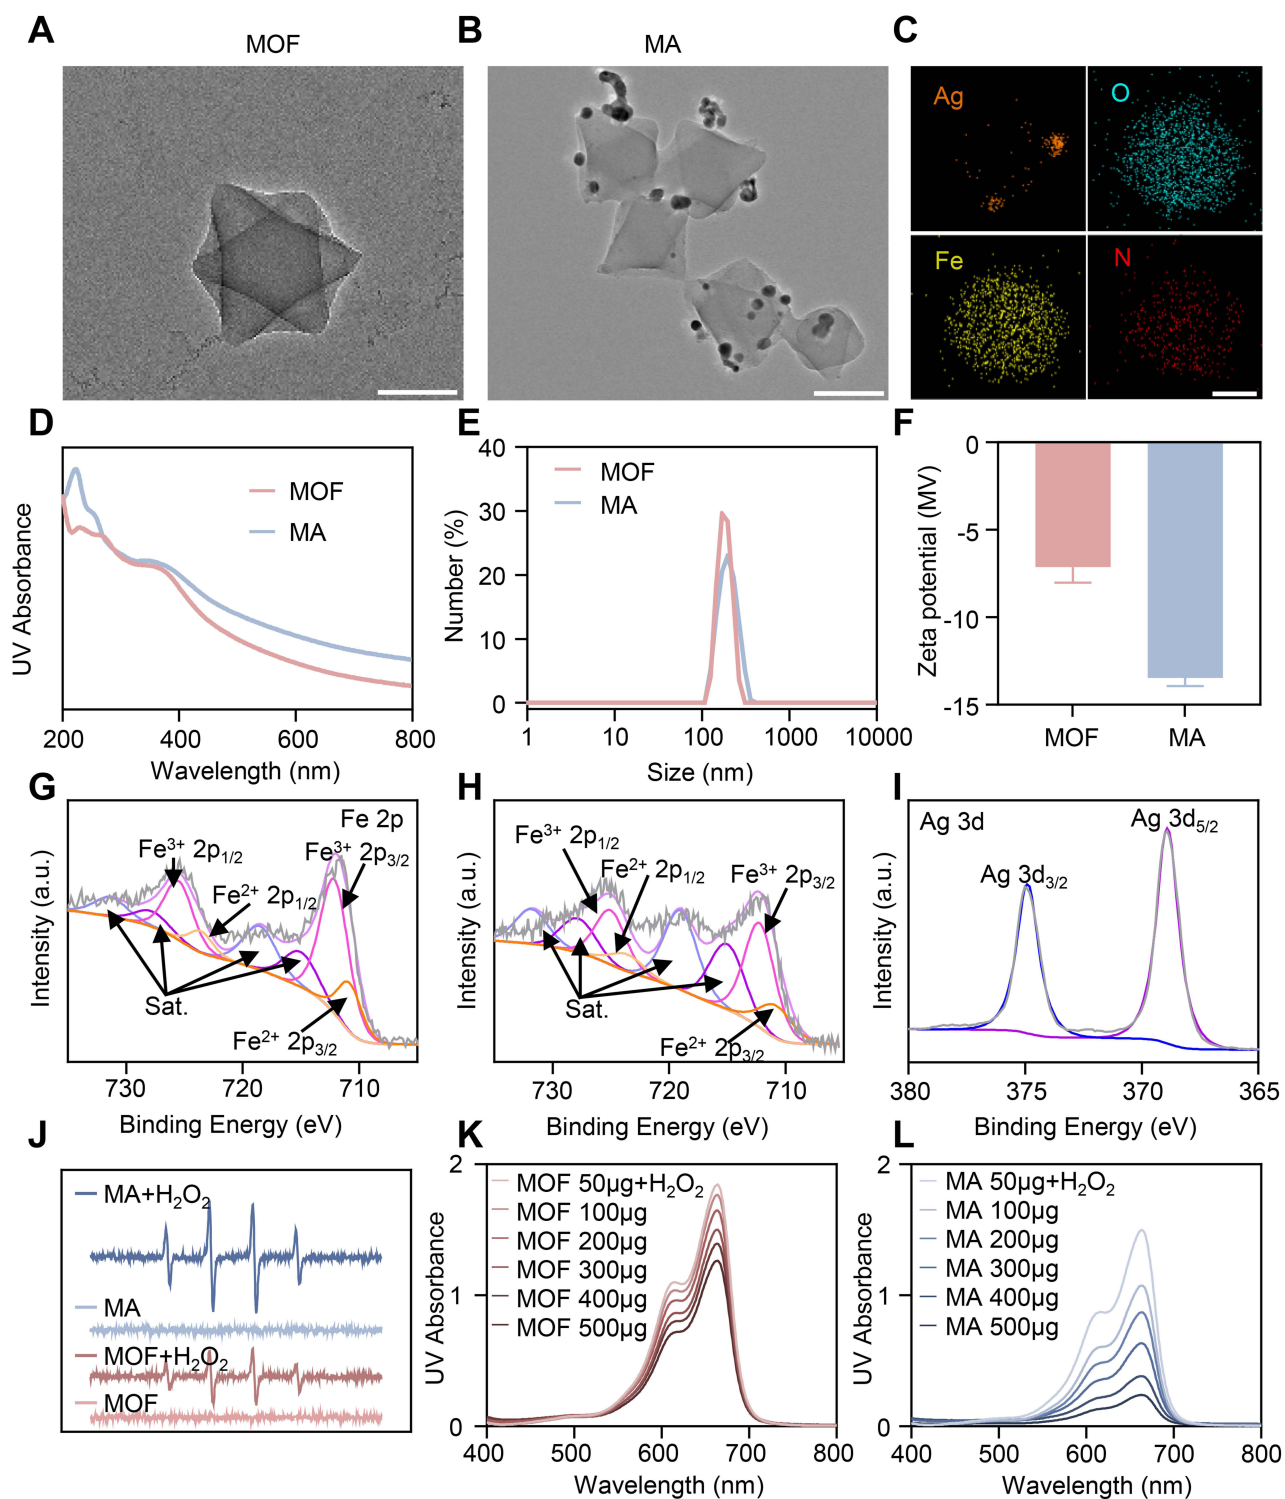 A
MOF
B
MA
C
Ag
O
Fe
N
D
UV Absorbance
MOF
MA
200
400
600
800
Wavelength (nm)
E
Number (%)
40
30
20
10
0
MOF
MA
1
10
100
1000
10000
Size (nm)
F
Zeta potential (MV)
0
-5
-10
-15
MOF
MA
G
Intensity (a.u.)
Fe 2p
Fe³⁺ 2p₁/₂
Fe³⁺ 2p₃/₂
Fe²⁺ 2p₁/₂
Sat.
Fe²⁺ 2p₃/₂
730
720
710
Binding Energy (eV)
H
Intensity (a.u.)
Fe³⁺ 2p₁/₂
Fe²⁺ 2p₁/₂
Fe³⁺ 2p₃/₂
Sat.
Fe²⁺ 2p₃/₂
730
720
710
Binding Energy (eV)
I
Intensity (a.u.)
Ag 3d
Ag 3d₅/₂
Ag 3d₃/₂
380
375
370
365
Binding Energy (eV)
J
MA+H₂O₂
MA
MOF+H₂O₂
MOF
K
UV Absorbance
2
1
0
MOF 50μg+H₂O₂
MOF 100μg
MOF 200μg
MOF 300μg
MOF 400μg
MOF 500μg
400
500
600
700
800
Wavelength (nm)
L
UV Absorbance
2
1
0
MA 50μg+H₂O₂
MA 100μg
MA 200μg
MA 300μg
MA 400μg
MA 500μg
400
500
600
700
800
Wavelength (nm)